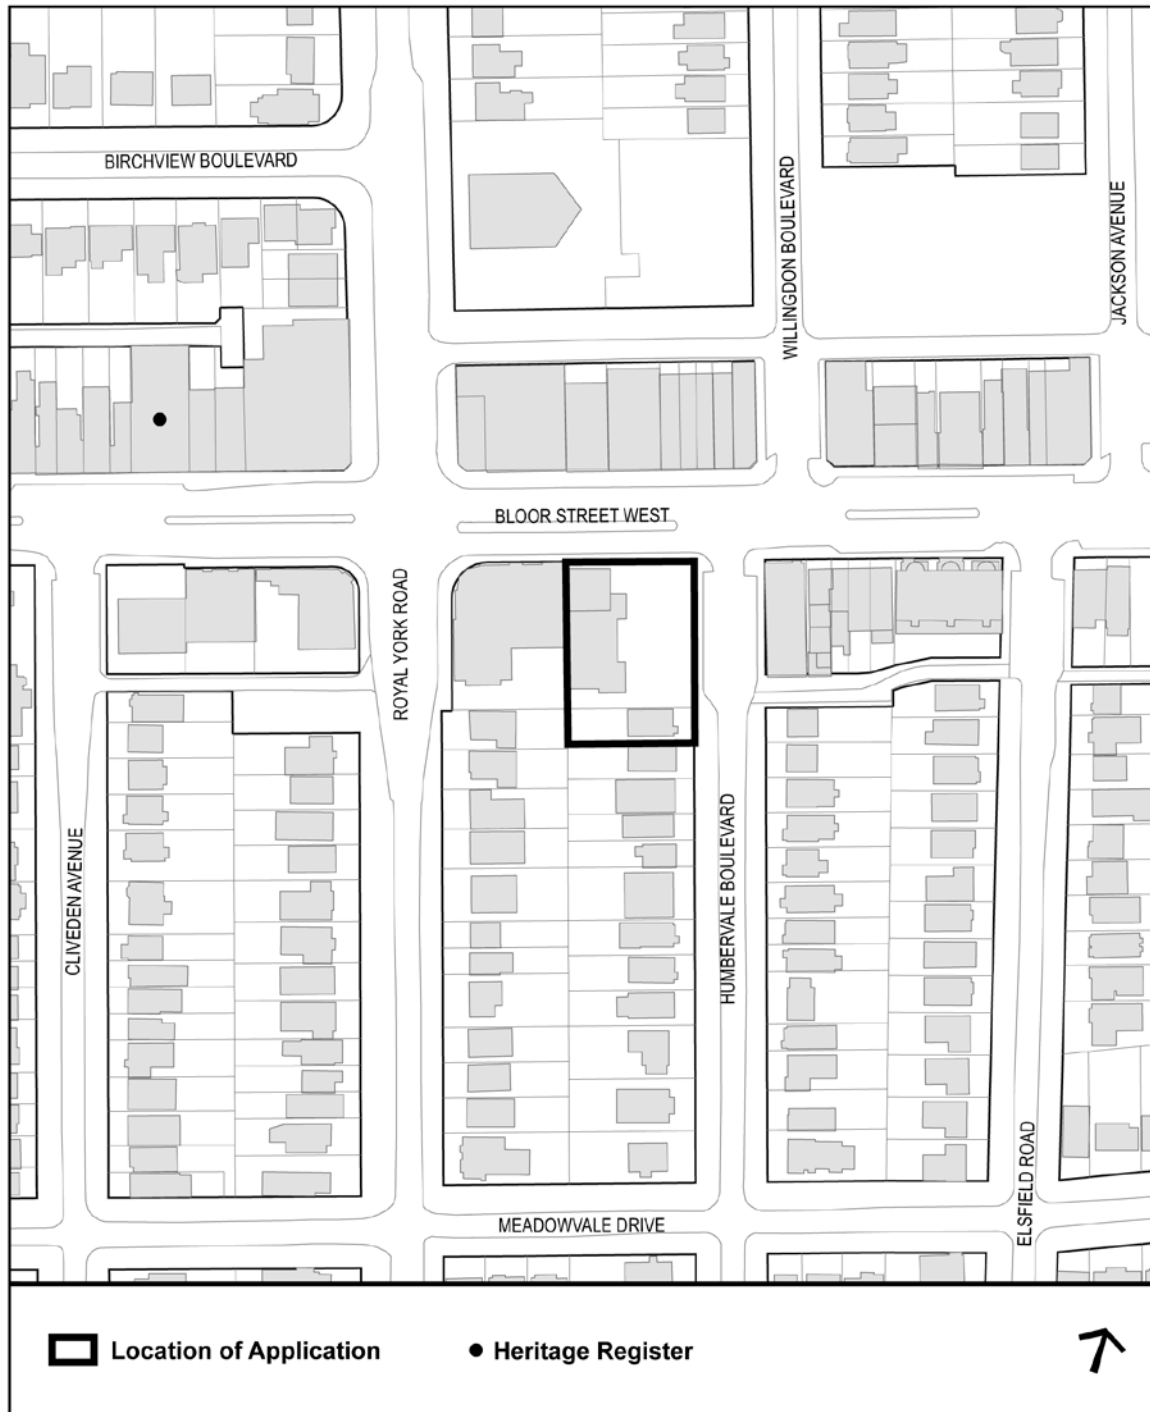 BIRCHVIEW BOULEVARD
WILLINGDON BOULEVARD
JACKSON AVENUE
BLOOR STREET WEST
ROYAL YORK ROAD
CLIVEDEN AVENUE
HUMBERVALE BOULEVARD
ELSFIELD ROAD
MEADOWVALE DRIVE
Location of Application
Heritage Register